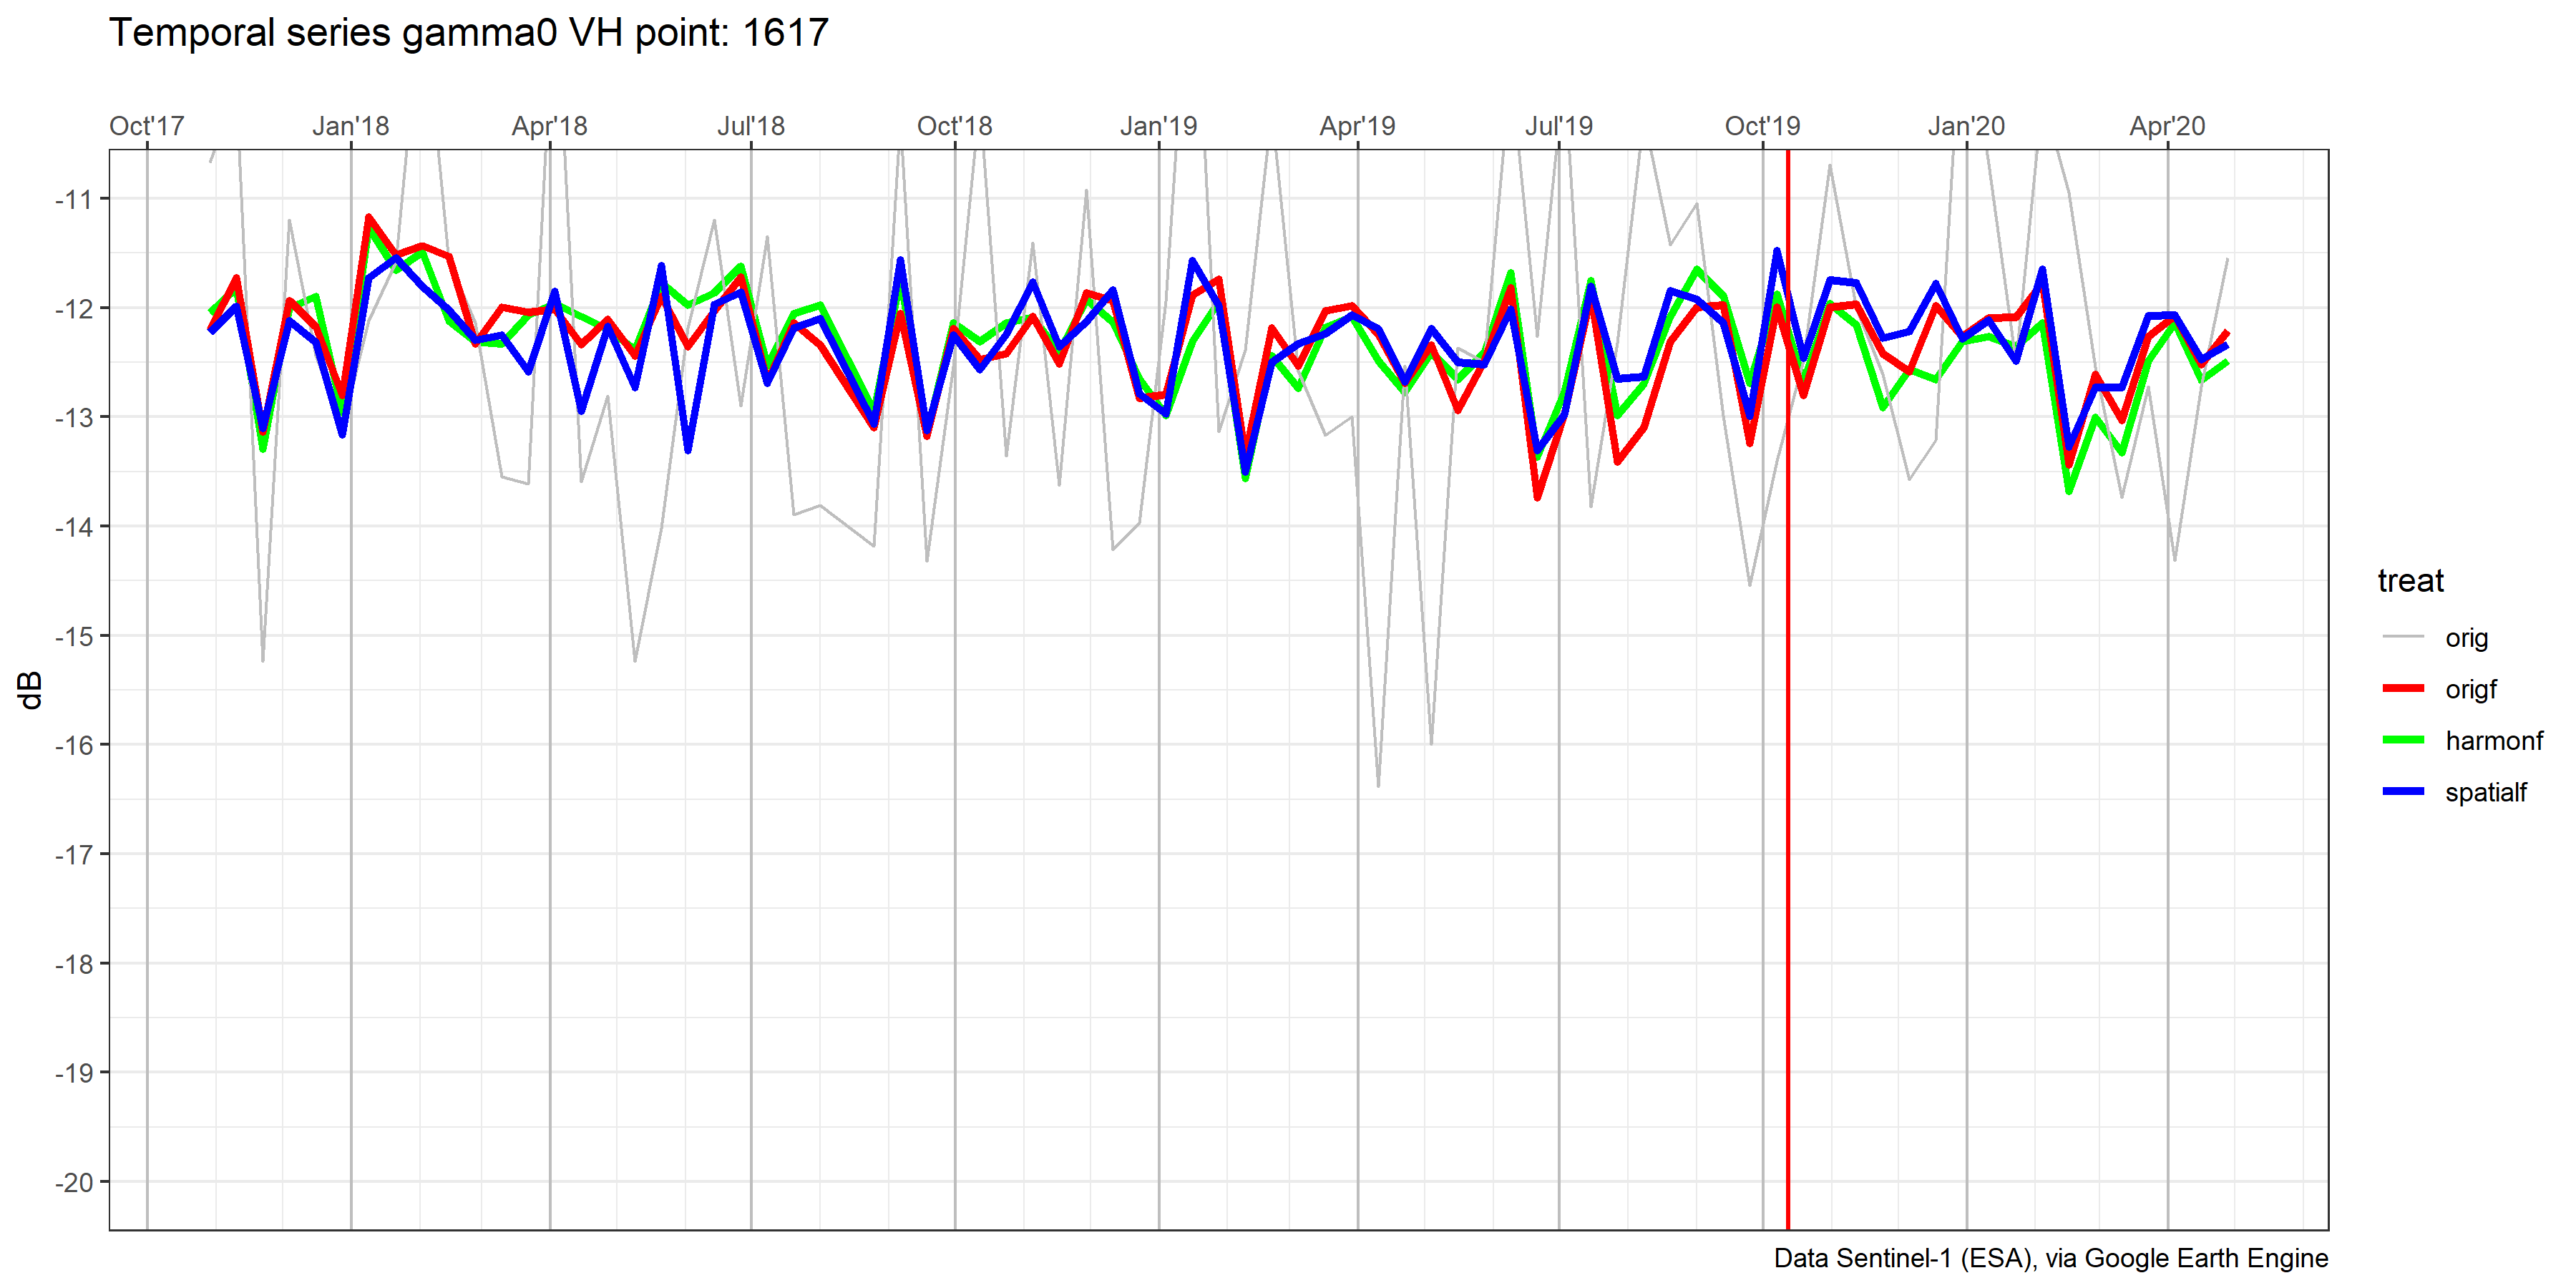 Temporal series gamma0 VH point: 1617
Oct'17 Jan'18 Apr'18 Jul'18 Oct'18 Jan'19 Apr'19 Jul'19 Oct'19 Jan'20 Apr'20
-11
-12
-13
-14
-15
-16
-17
-18
-19
-20
dB
treat
orig
origf
harmonf
spatialf
Data Sentinel-1 (ESA), via Google Earth Engine